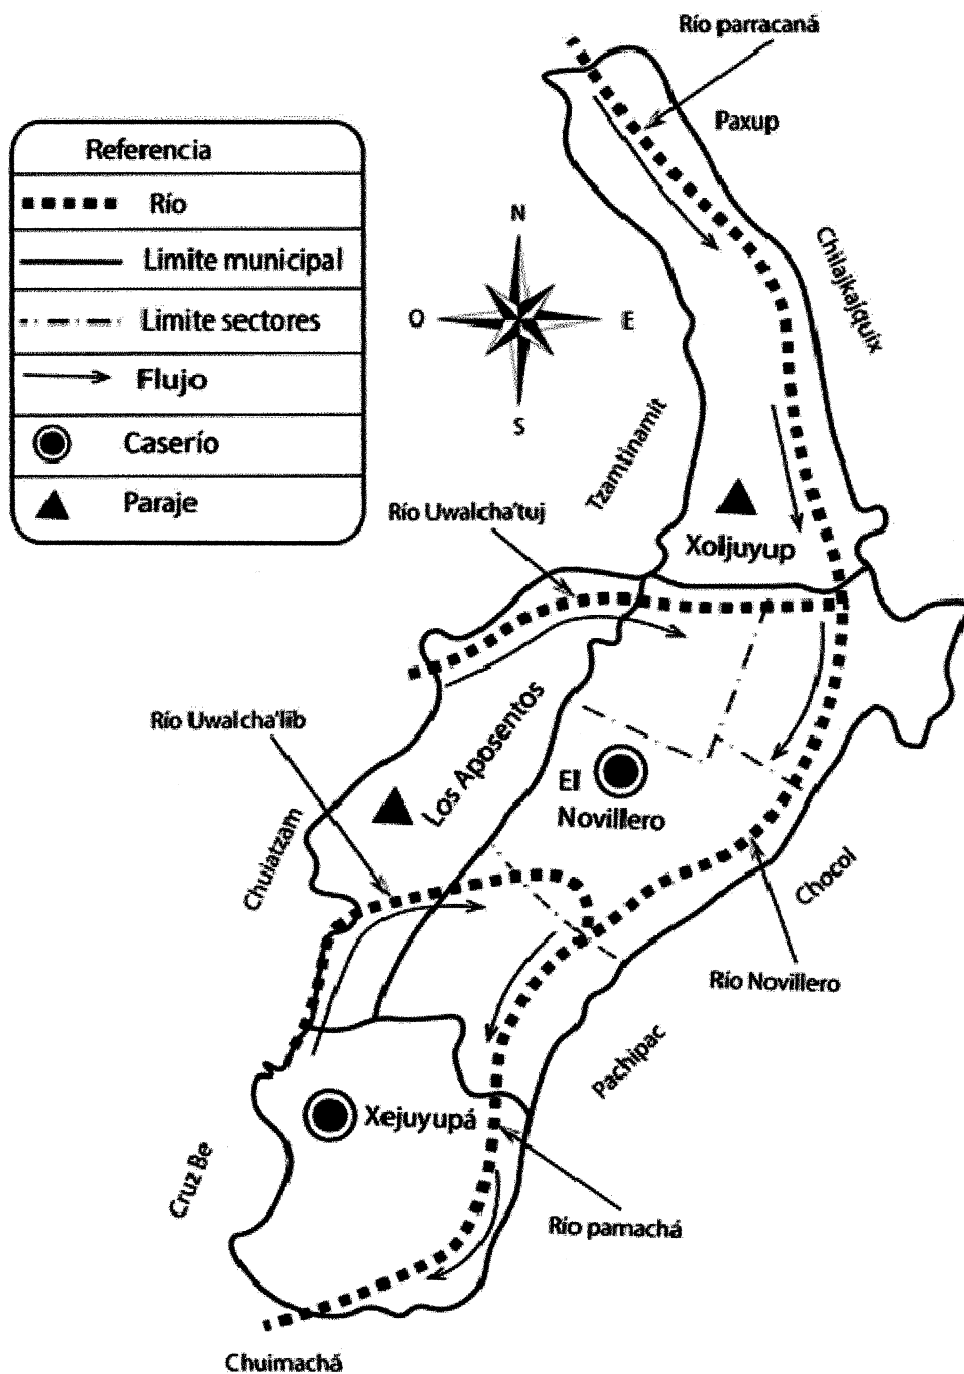 Río parracaná
Paxup
Referencia
Río
Limite municipal
Limite sectores
Flujo
Caserío
Paraje
N
O
E
S
Chilajkajquix
Tzamtinamit
Río Uwalcha'tuj
Xoljuyup
Río Uwalcha'lib
Los Aposentos
El
Novillero
Chuiatzam
Chocol
Río Novillero
Pachipac
Xejuyupá
Cruz Be
Río pamachá
Chuimachá